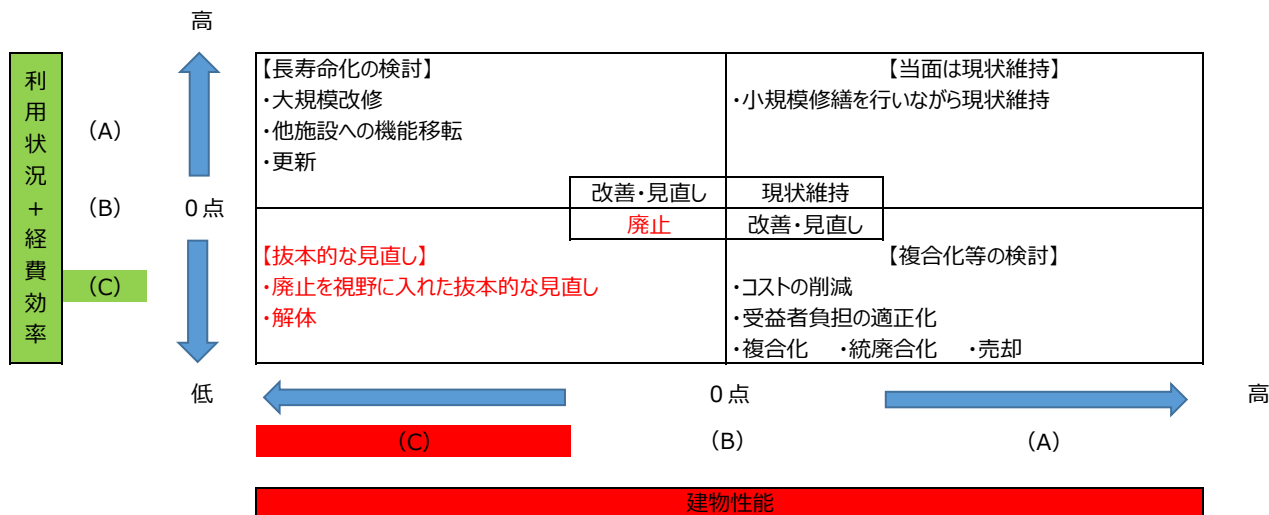 高
利用状況+経費効率
(A)
(B)
(C)
0点
低
【長寿命化の検討】
・大規模改修
・他施設への機能移転
・更新
改善・見直し
【当面は現状維持】
・小規模修繕を行いながら現状維持
現状維持
廃止
【抜本的な見直し】
・廃止を視野に入れた抜本的な見直し
・解体
改善・見直し
【複合化等の検討】
・コストの削減
・受益者負担の適正化
・複合化 ・統廃合化 ・売却
0点
高
(C)
(B)
(A)
建物性能